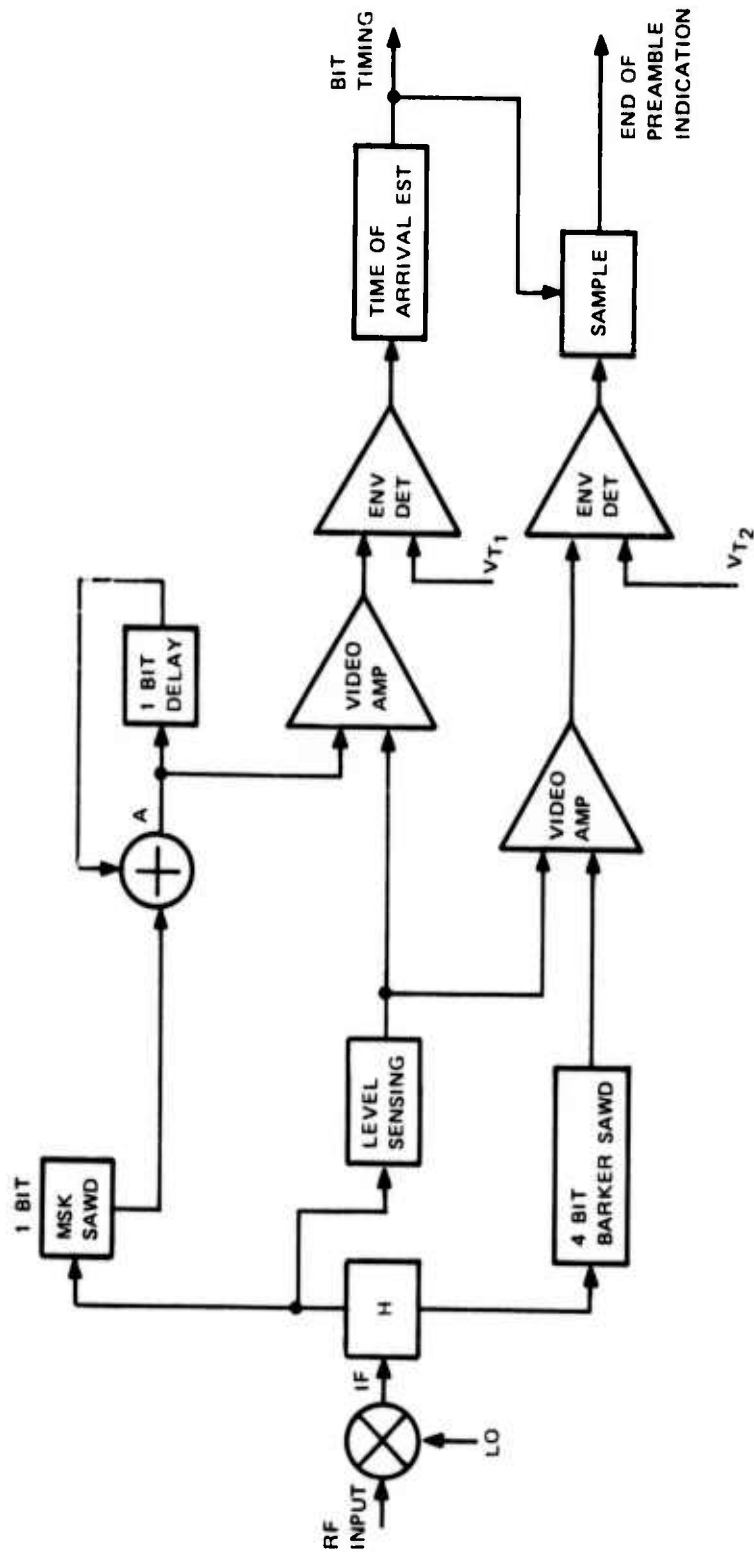 RF
INPUT
LO
IF
H
1 BIT
MSK
SAWD
LEVEL
SENSING
4 BIT
BARKER SAWD
A
1 BIT
DELAY
VIDEO
AMP
VIDEO
AMP
ENV
DET
VT1
ENV
DET
VT2
TIME OF
ARRIVAL EST
SAMPLE
BIT
TIMING
END OF
PREAMBLE
INDICATION